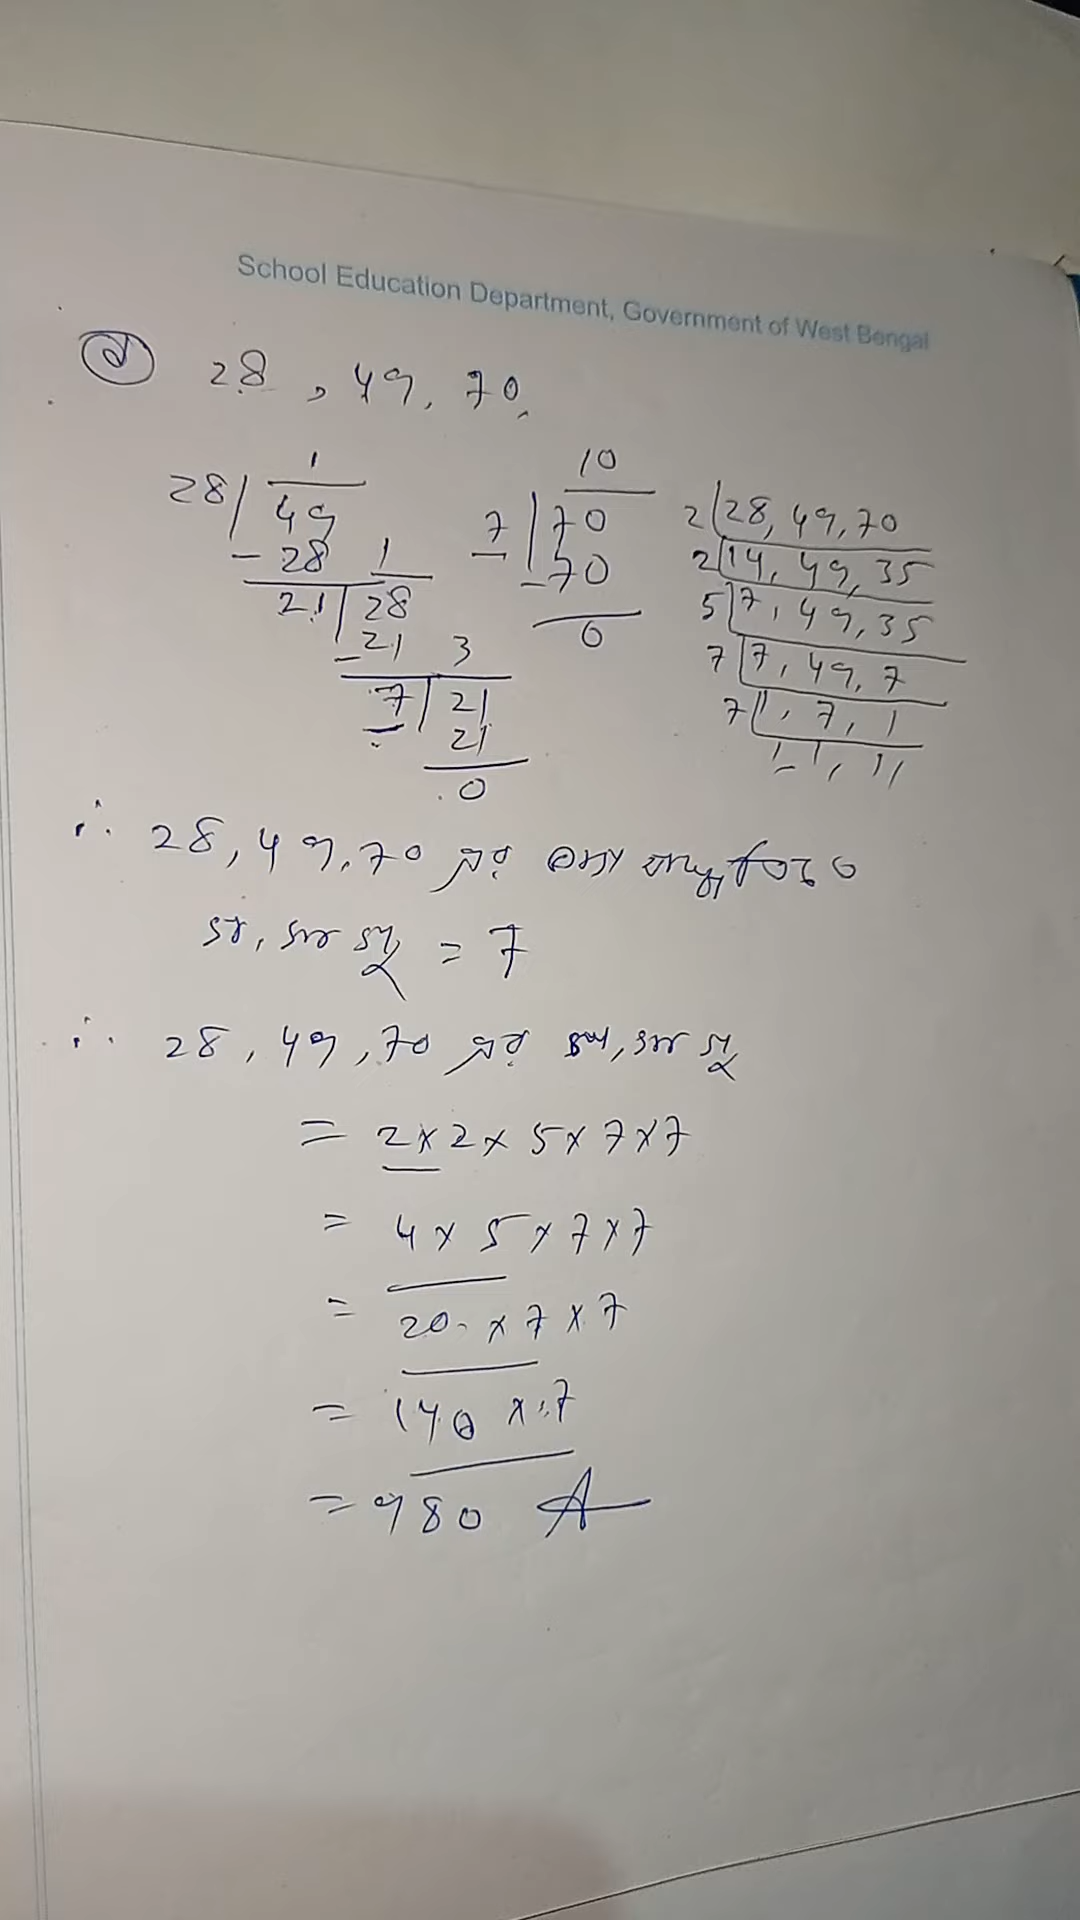 School Education Department, Government of West Bengal
d 28, 49, 70,
1
28 49
- 28 1
21 28
- 21 3
7 21
21
0
10
7 70
- 70
0
2 28, 49, 70
2 14, 49, 35
5 7, 49, 35
7 7, 49, 7
7 1, 7, 1
1, 1, 1
∴ 28, 49, 70 এর
গ, সা গু = 7
∴ 28, 49, 70 এর ল, সা গু
= 2 × 2 × 5 × 7 × 7
= 4 × 5 × 7 × 7
= 20 × 7 × 7
= 140 × 7
= 980 A